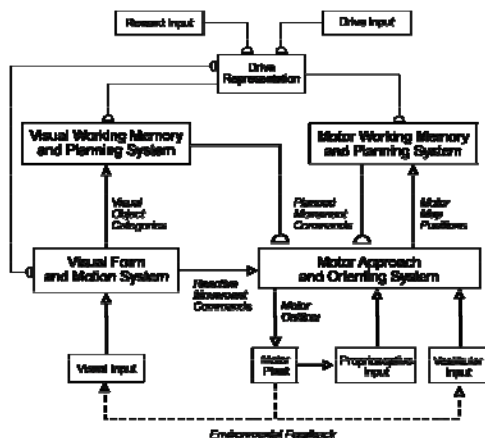 Reward Input
Drive Input
Drive
Representation
Visual Working Memory
and Planning System
Motor Working Memory
and Planning System
Visual
Object
Categories
Planned
Movement
Commands
Motor
Map
Positions
Visual Form
and Motion System
Motor Approach
and Orienting System
Reactive
Movement
Commands
Motor
Outflow
Visual Input
Motor
Plant
Proprioceptive
Input
Vestibular
Input
Environmental Feedback